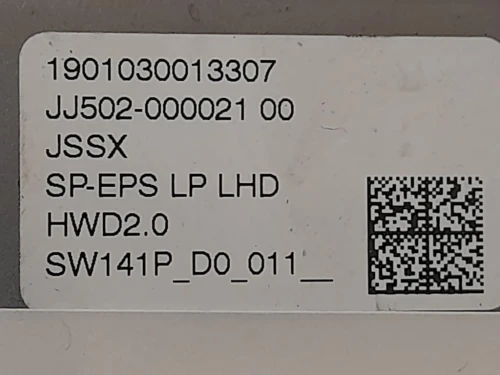 1901030013307
JJ502-000021 00
JSSX
SP-EPS LP LHD
HWD2.0
SW141P_D0_011__